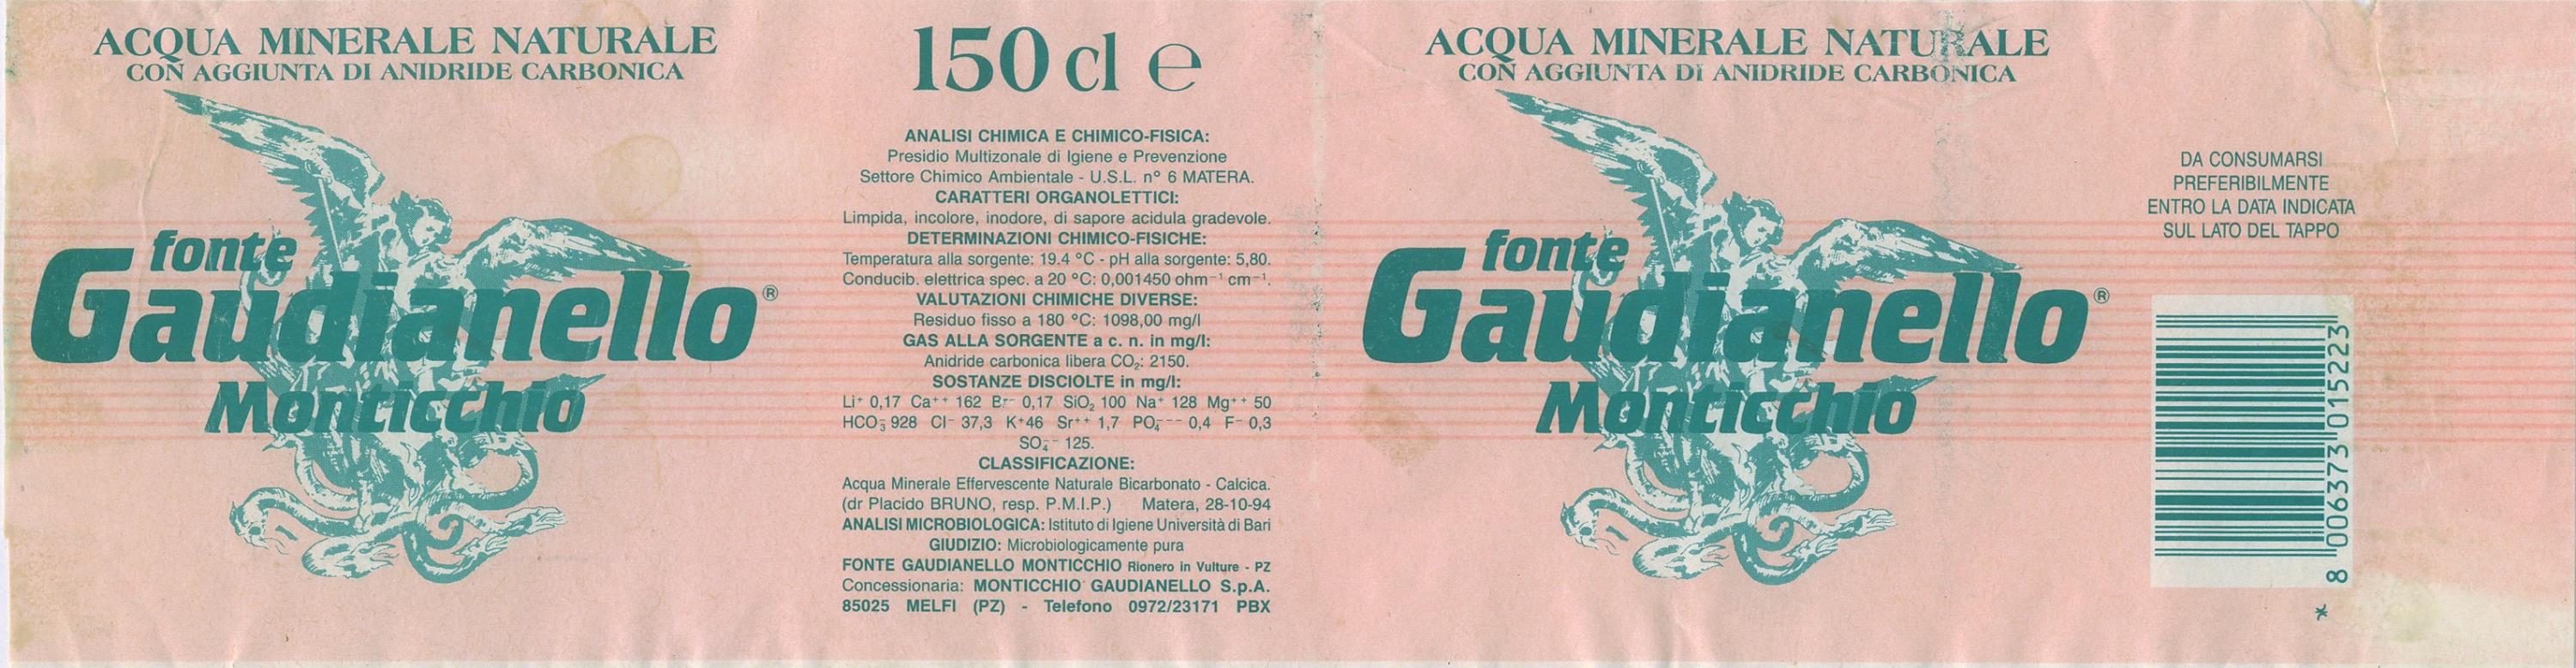 ACQUA MINERALE NATURALE
CON AGGIUNTA DI ANIDRIDE CARBONICA
fonte
Gaudianello®
Monticchio
150 cl ℮
ANALISI CHIMICA E CHIMICO-FISICA:
Presidio Multizonale di Igiene e Prevenzione
Settore Chimico Ambientale - U.S.L. n° 6 MATERA.
CARATTERI ORGANOLETTICI:
Limpida, incolore, inodore, di sapore acidula gradevole.
DETERMINAZIONI CHIMICO-FISICHE:
Temperatura alla sorgente: 19.4 °C - pH alla sorgente: 5,80.
Conducib. elettrica spec. a 20 °C: 0,001450 ohm⁻¹ cm⁻¹.
VALUTAZIONI CHIMICHE DIVERSE:
Residuo fisso a 180 °C: 1098,00 mg/l
GAS ALLA SORGENTE a c. n. in mg/l:
Anidride carbonica libera CO₂: 2150.
SOSTANZE DISCIOLTE in mg/l:
Li⁺ 0,17 Ca⁺⁺ 162 Br⁻ 0,17 SiO₂ 100 Na⁺ 128 Mg⁺⁺ 50
HCO₃⁻ 928 Cl⁻ 37,3 K⁺46 Sr⁺⁺ 1,7 PO₄⁻⁻⁻ 0,4 F⁻ 0,3
SO₄⁻⁻ 125.
CLASSIFICAZIONE:
Acqua Minerale Effervescente Naturale Bicarbonato - Calcica.
(dr Placido BRUNO, resp. P.M.I.P.) Matera, 28-10-94
ANALISI MICROBIOLOGICA: Istituto di Igiene Università di Bari
GIUDIZIO: Microbiologicamente pura
FONTE GAUDIANELLO MONTICCHIO Rionero in Vulture - PZ
Concessionaria: MONTICCHIO GAUDIANELLO S.p.A.
85025 MELFI (PZ) - Telefono 0972/23171 PBX
ACQUA MINERALE NATURALE
CON AGGIUNTA DI ANIDRIDE CARBONICA
fonte
Gaudianello®
Monticchio
DA CONSUMARSI
PREFERIBILMENTE
ENTRO LA DATA INDICATA
SUL LATO DEL TAPPO
8 006373 015223
*